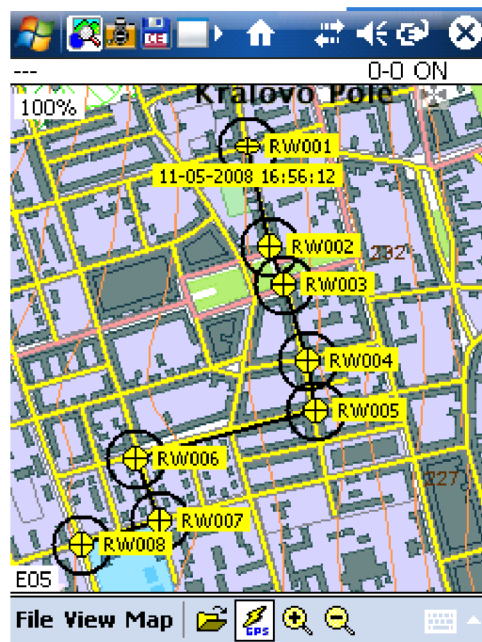 ---
0-0 ON
100%
Kralovo Pole
RW001
11-05-2008 16:56:12
RW002
232
RW003
RW004
RW005
RW006
227
RW007
RW008
E05
File View Map
GPS